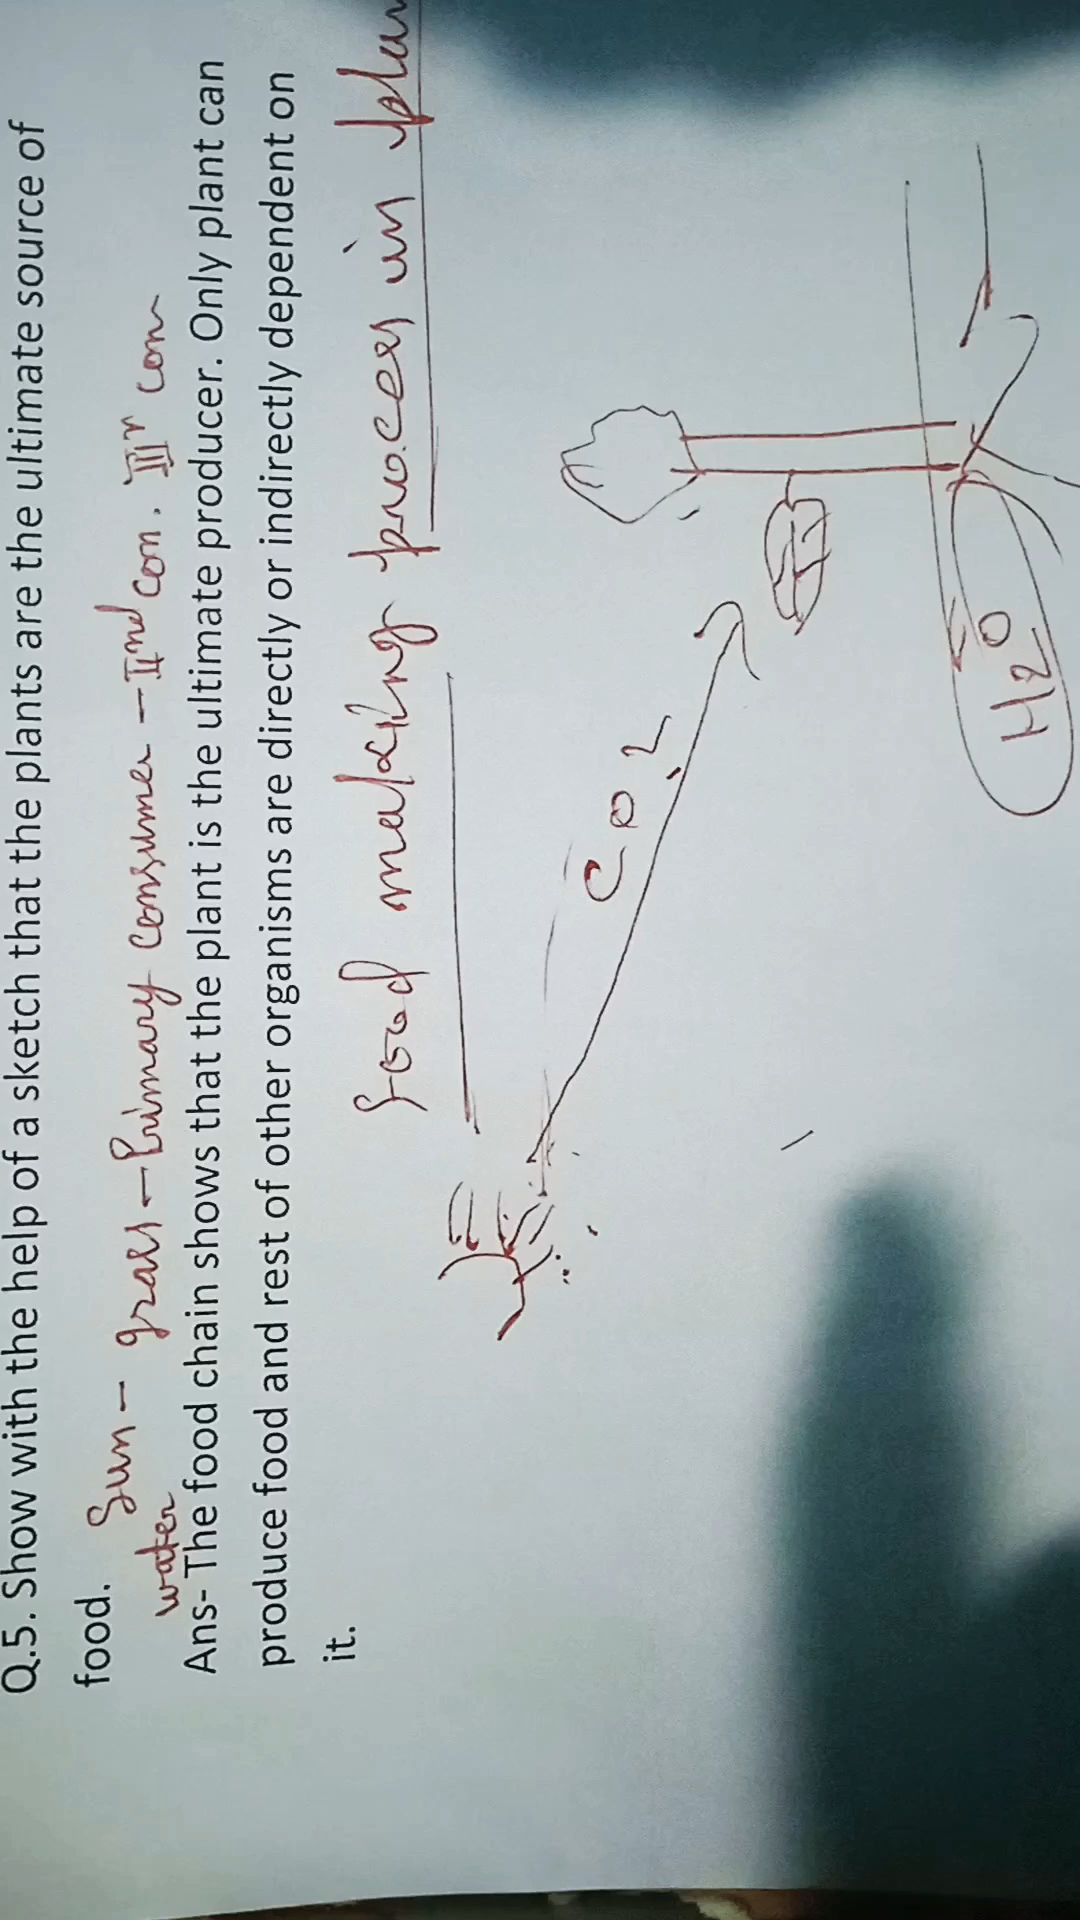 Q.5. Show with the help of a sketch that the plants are the ultimate source of
food.
Sun - grass - Primary consumer - IInd con. IIIr con
water
Ans- The food chain shows that the plant is the ultimate producer. Only plant can
produce food and rest of other organisms are directly or indirectly dependent on
it.
food making process in plan
CO2
H2O